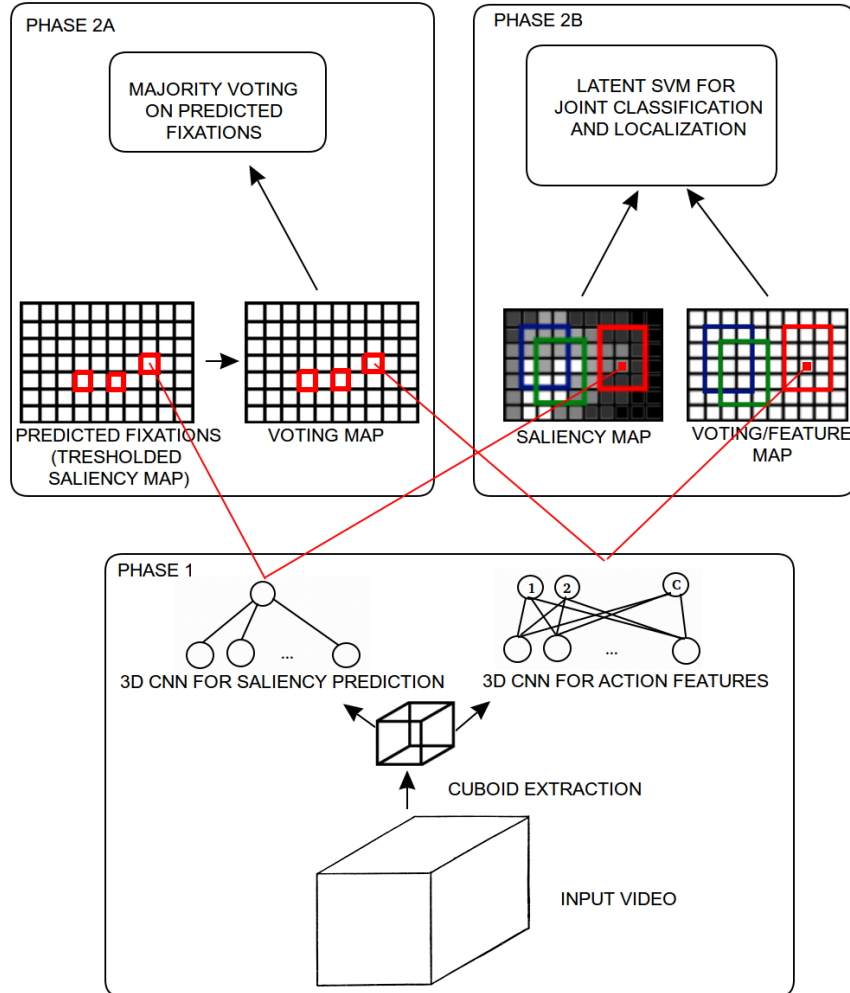 PHASE 2A
MAJORITY VOTING
ON PREDICTED
FIXATIONS
PREDICTED FIXATIONS
(TRESHOLDED
SALIENCY MAP)
VOTING MAP
PHASE 2B
LATENT SVM FOR
JOINT CLASSIFICATION
AND LOCALIZATION
SALIENCY MAP
VOTING/FEATURE
MAP
PHASE 1
...
3D CNN FOR SALIENCY PREDICTION
1 2 C
...
3D CNN FOR ACTION FEATURES
CUBOID EXTRACTION
INPUT VIDEO